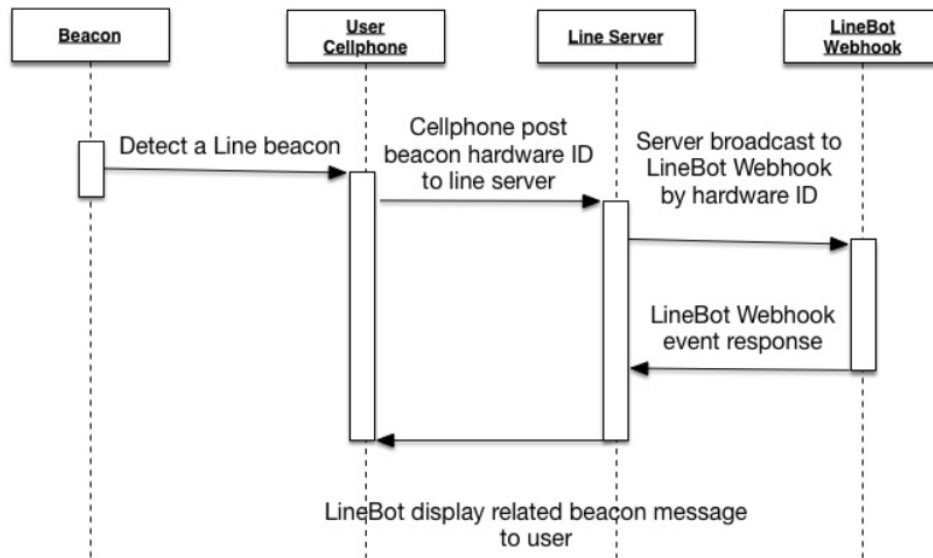 Beacon
User
Cellphone
Line Server
LineBot
Webhook
Detect a Line beacon
Cellphone post
beacon hardware ID
to line server
Server broadcast to
LineBot Webhook
by hardware ID
LineBot Webhook
event response
LineBot display related beacon message
to user